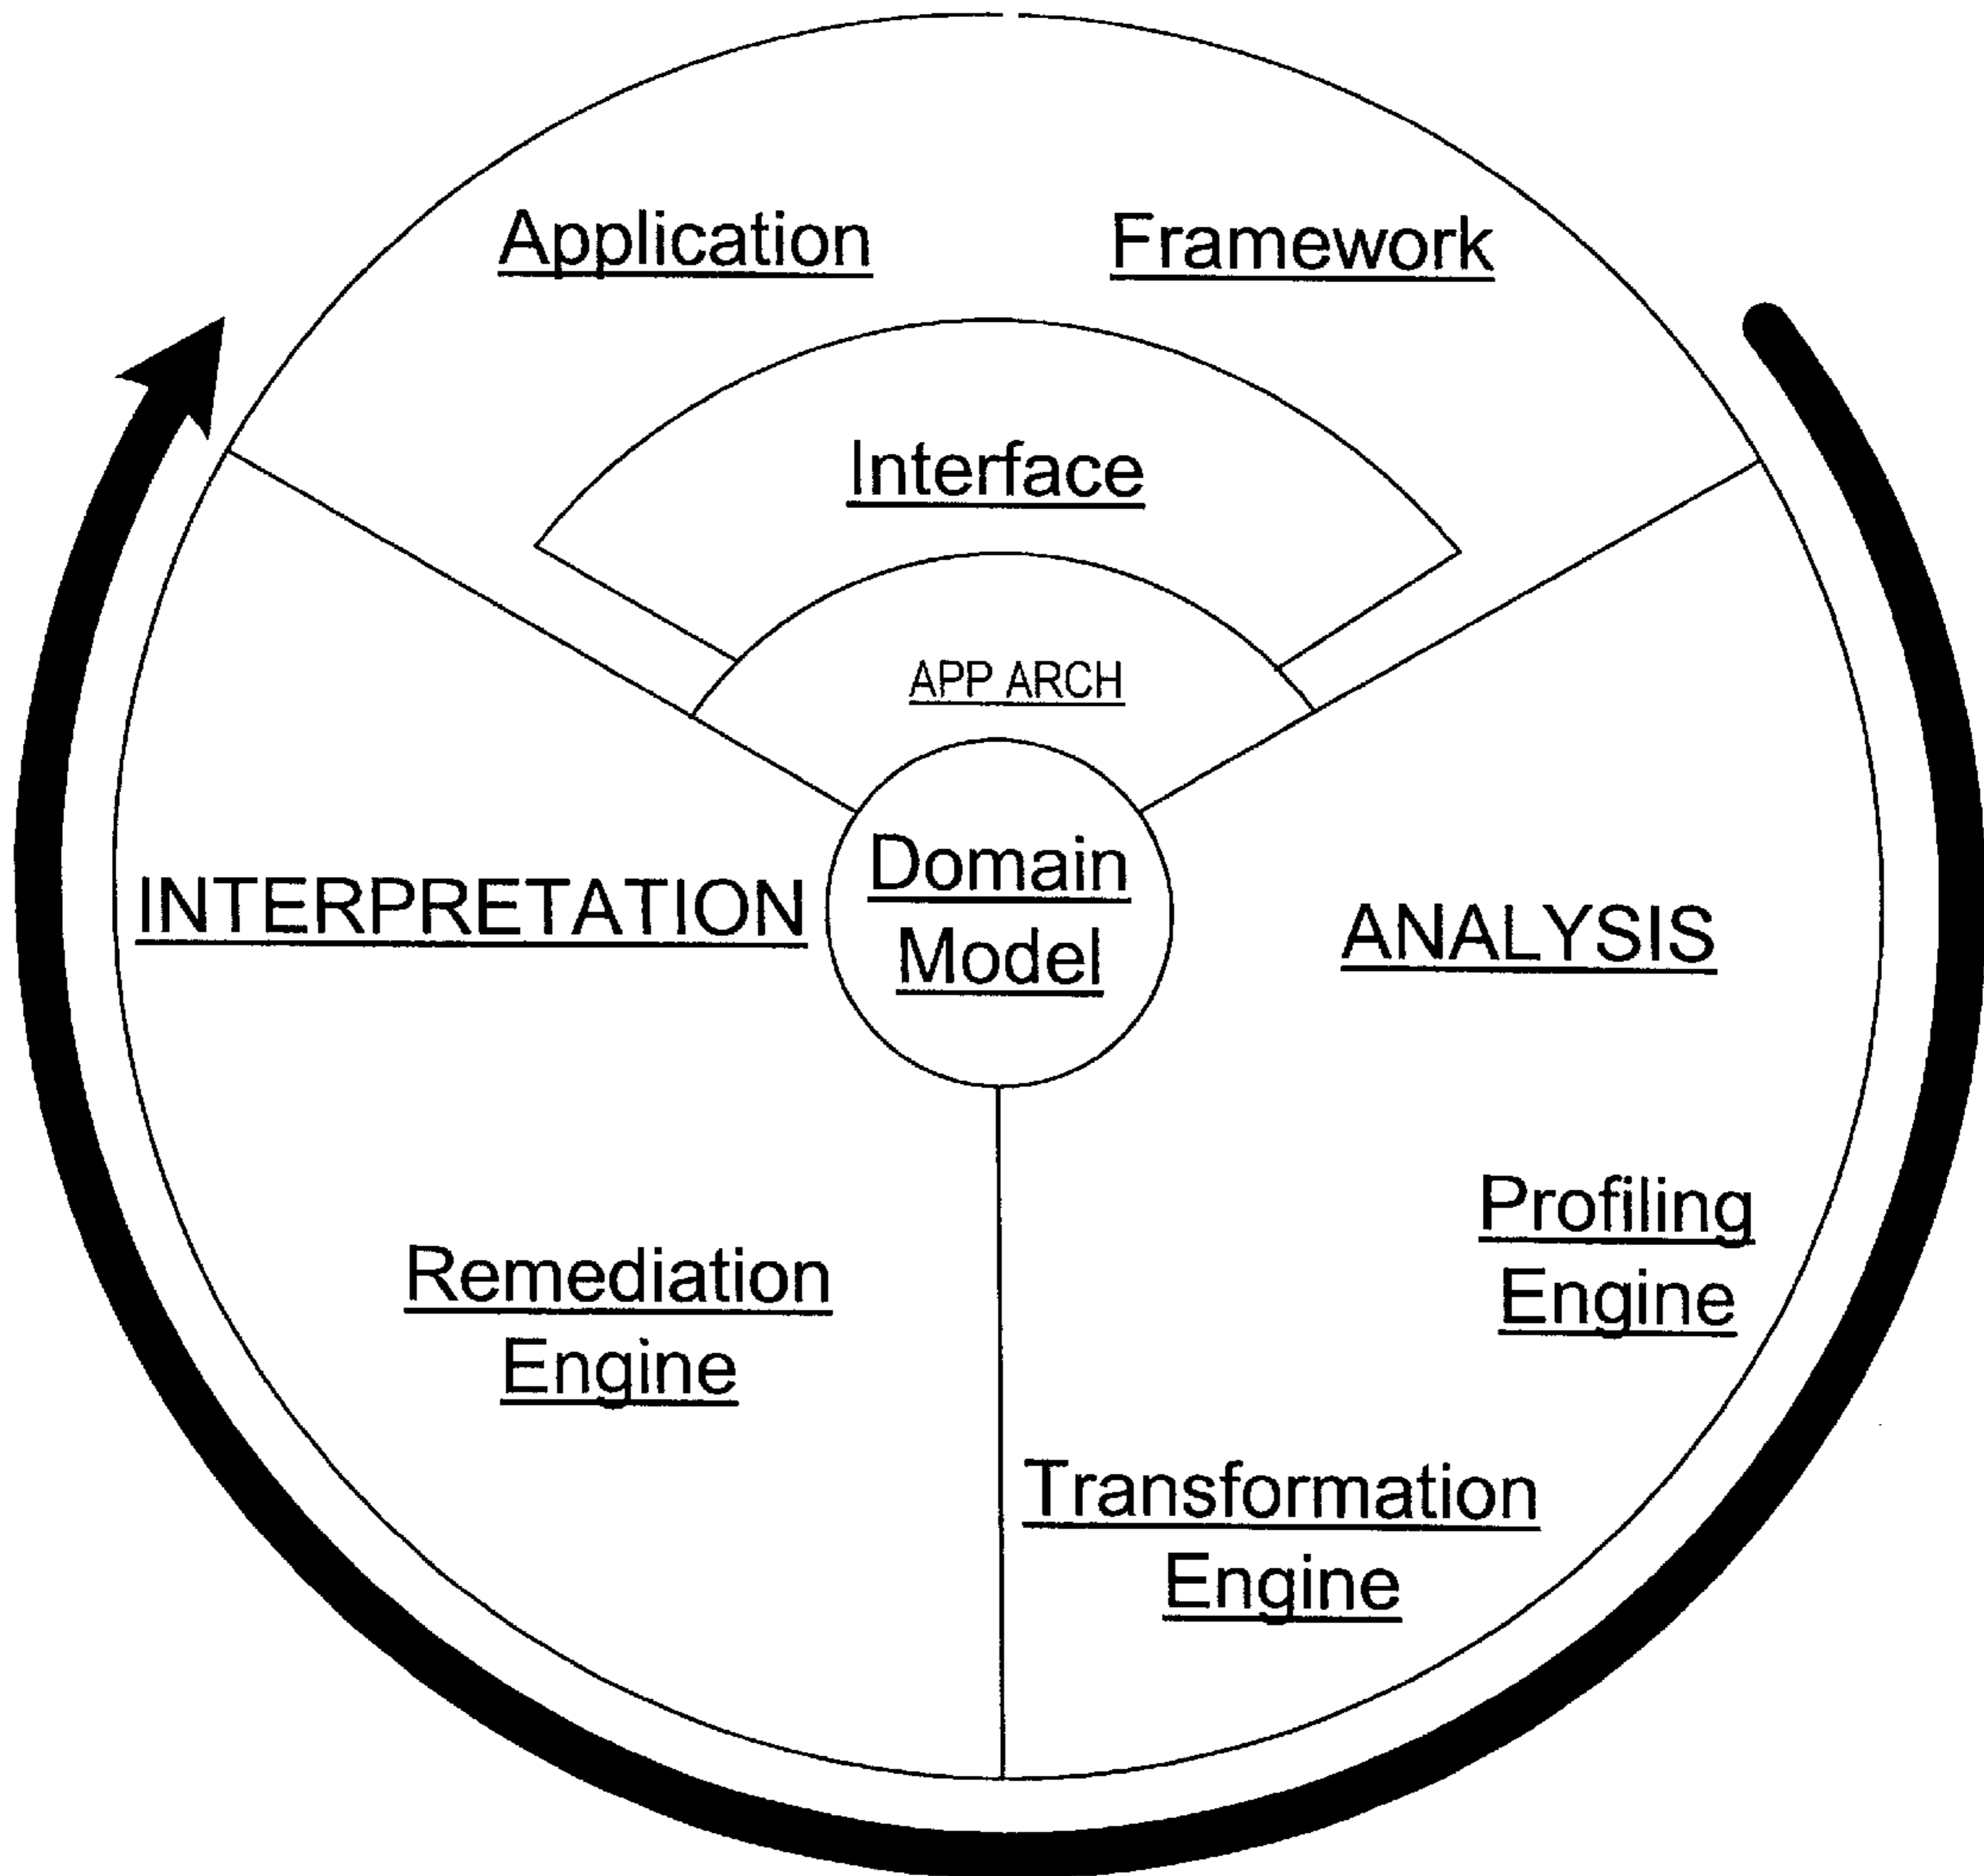 Application Framework
Interface
APP ARCH
INTERPRETATION
Domain
Model
ANALYSIS
Profiling
Engine
Remediation
Engine
Transformation
Engine